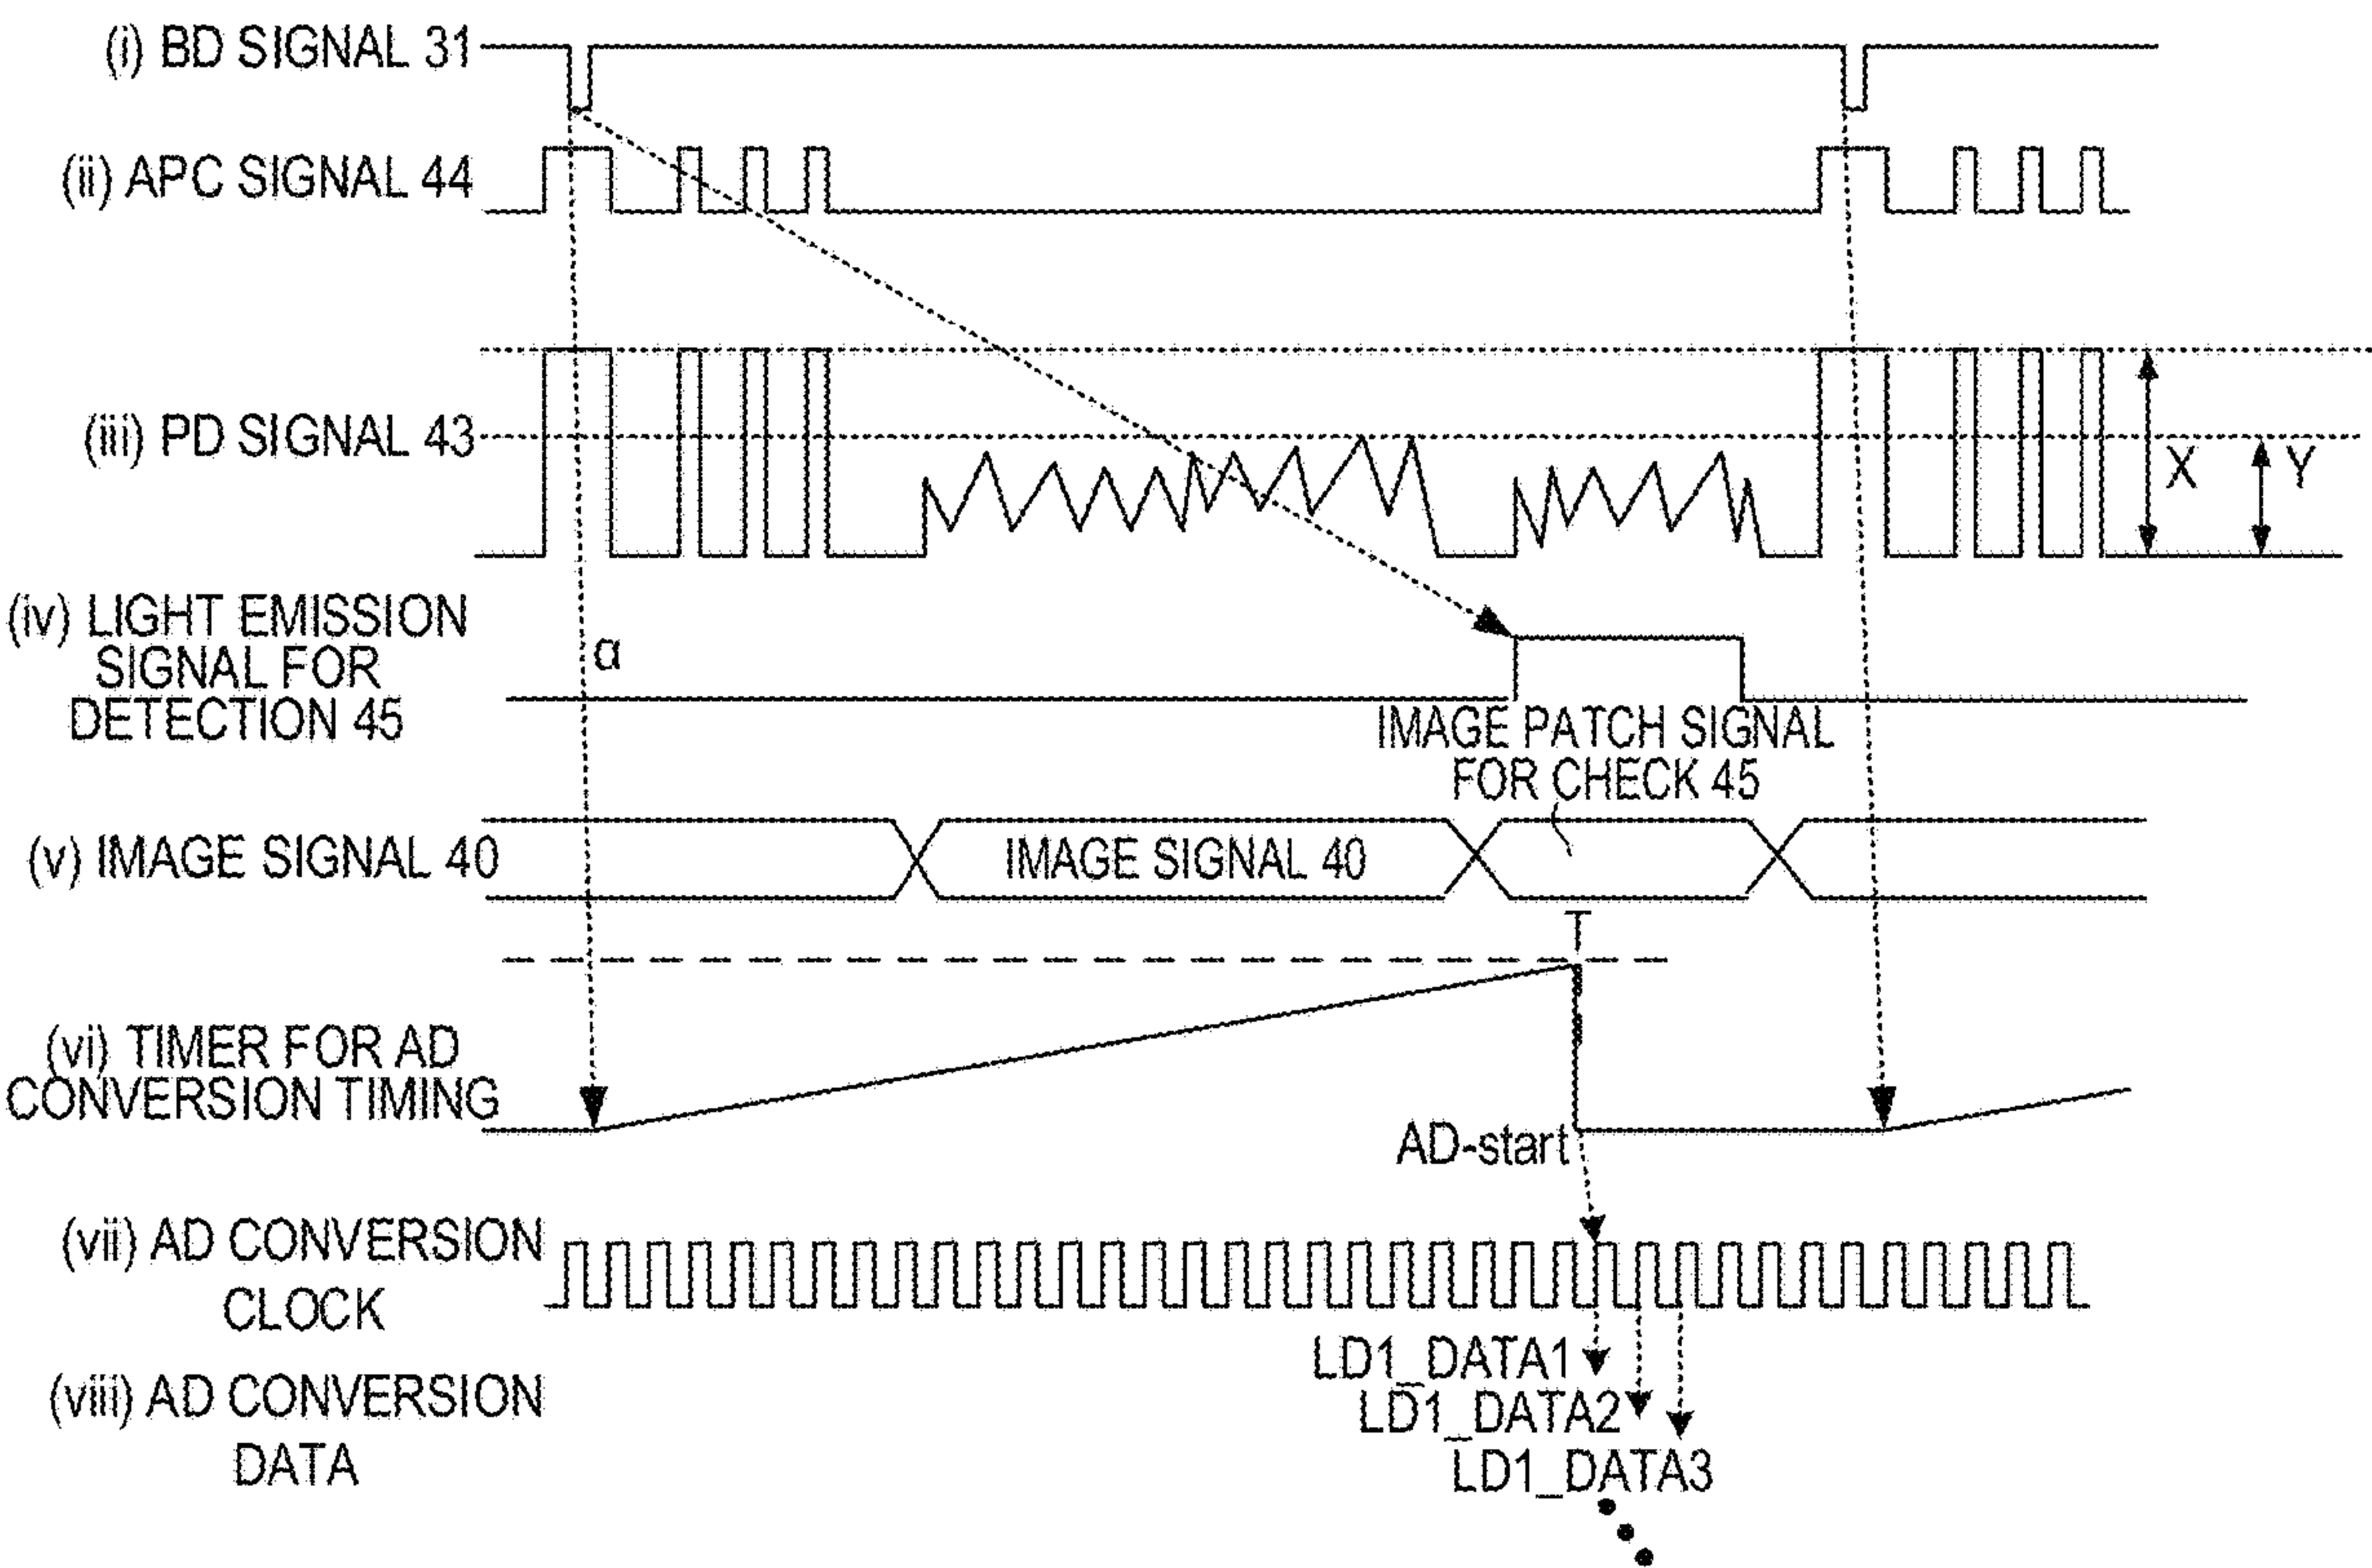 (i) BD SIGNAL 31
(ii) APC SIGNAL 44
(iii) PD SIGNAL 43
X
Y
(iv) LIGHT EMISSION
SIGNAL FOR
DETECTION 45
α
IMAGE PATCH SIGNAL
FOR CHECK 45
(v) IMAGE SIGNAL 40
IMAGE SIGNAL 40
(vi) TIMER FOR AD
CONVERSION TIMING
AD-start
(vii) AD CONVERSION
CLOCK
LD1_DATA1
(viii) AD CONVERSION
DATA
LD1_DATA2
LD1_DATA3